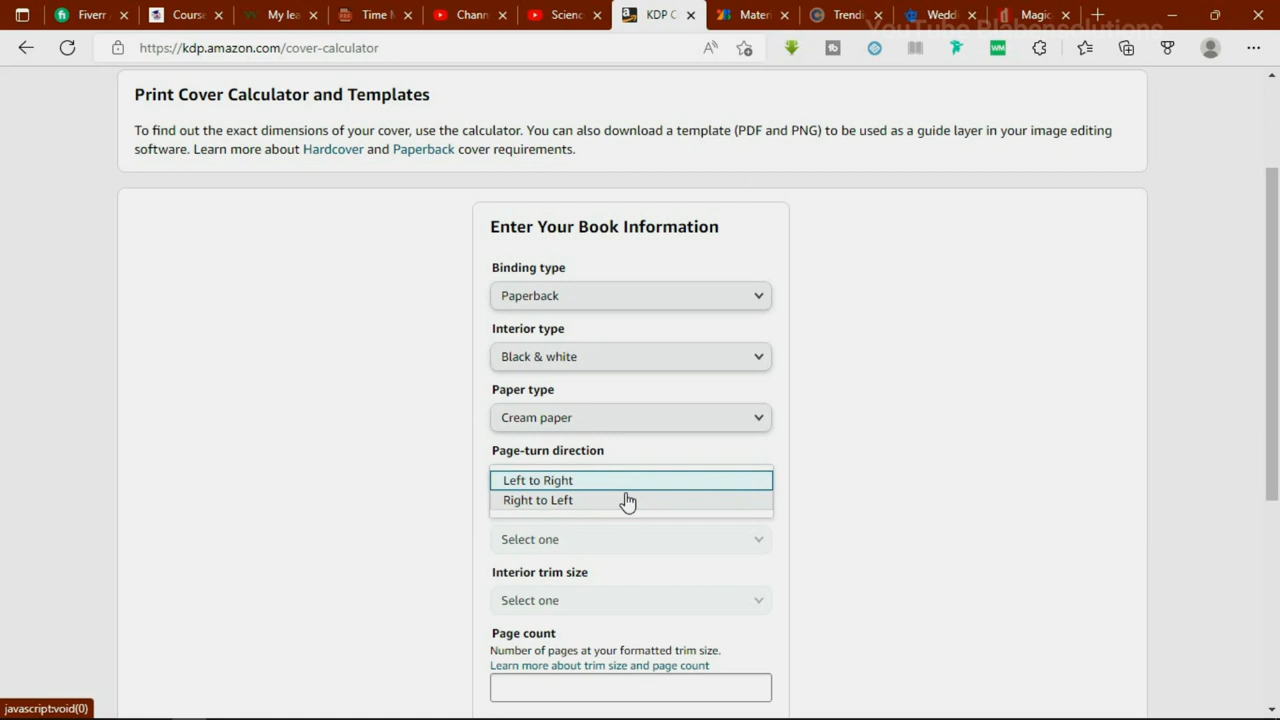 Fiverr
Cours
My lea
Time M
Chann
Scienc
KDP C
Materi
Trendi
Weddi
Magic
YouTube Plabonsolutions
https://kdp.amazon.com/cover-calculator
Print Cover Calculator and Templates
To find out the exact dimensions of your cover, use the calculator. You can also download a template (PDF and PNG) to be used as a guide layer in your image editing
software. Learn more about Hardcover and Paperback cover requirements.
Enter Your Book Information
Binding type
Paperback
Interior type
Black & white
Paper type
Cream paper
Page-turn direction
Left to Right
Right to Left
Select one
Interior trim size
Select one
Page count
Number of pages at your formatted trim size.
Learn more about trim size and page count
javascript:void(0)